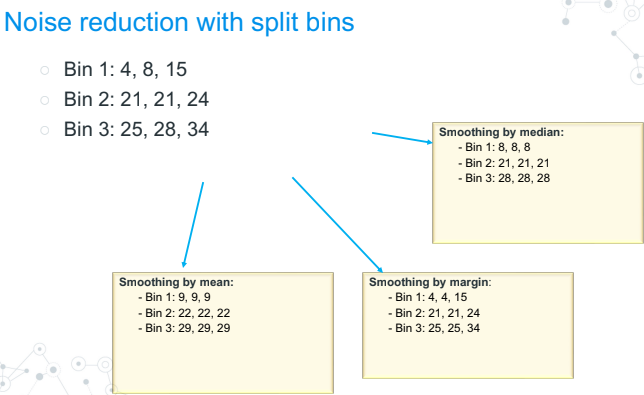 Noise reduction with split bins
Bin 1: 4, 8, 15
Bin 2: 21, 21, 24
Bin 3: 25, 28, 34
Smoothing by median:
- Bin 1: 8, 8, 8
- Bin 2: 21, 21, 21
- Bin 3: 28, 28, 28
Smoothing by mean:
- Bin 1: 9, 9, 9
- Bin 2: 22, 22, 22
- Bin 3: 29, 29, 29
Smoothing by margin:
- Bin 1: 4, 4, 15
- Bin 2: 21, 21, 24
- Bin 3: 25, 25, 34